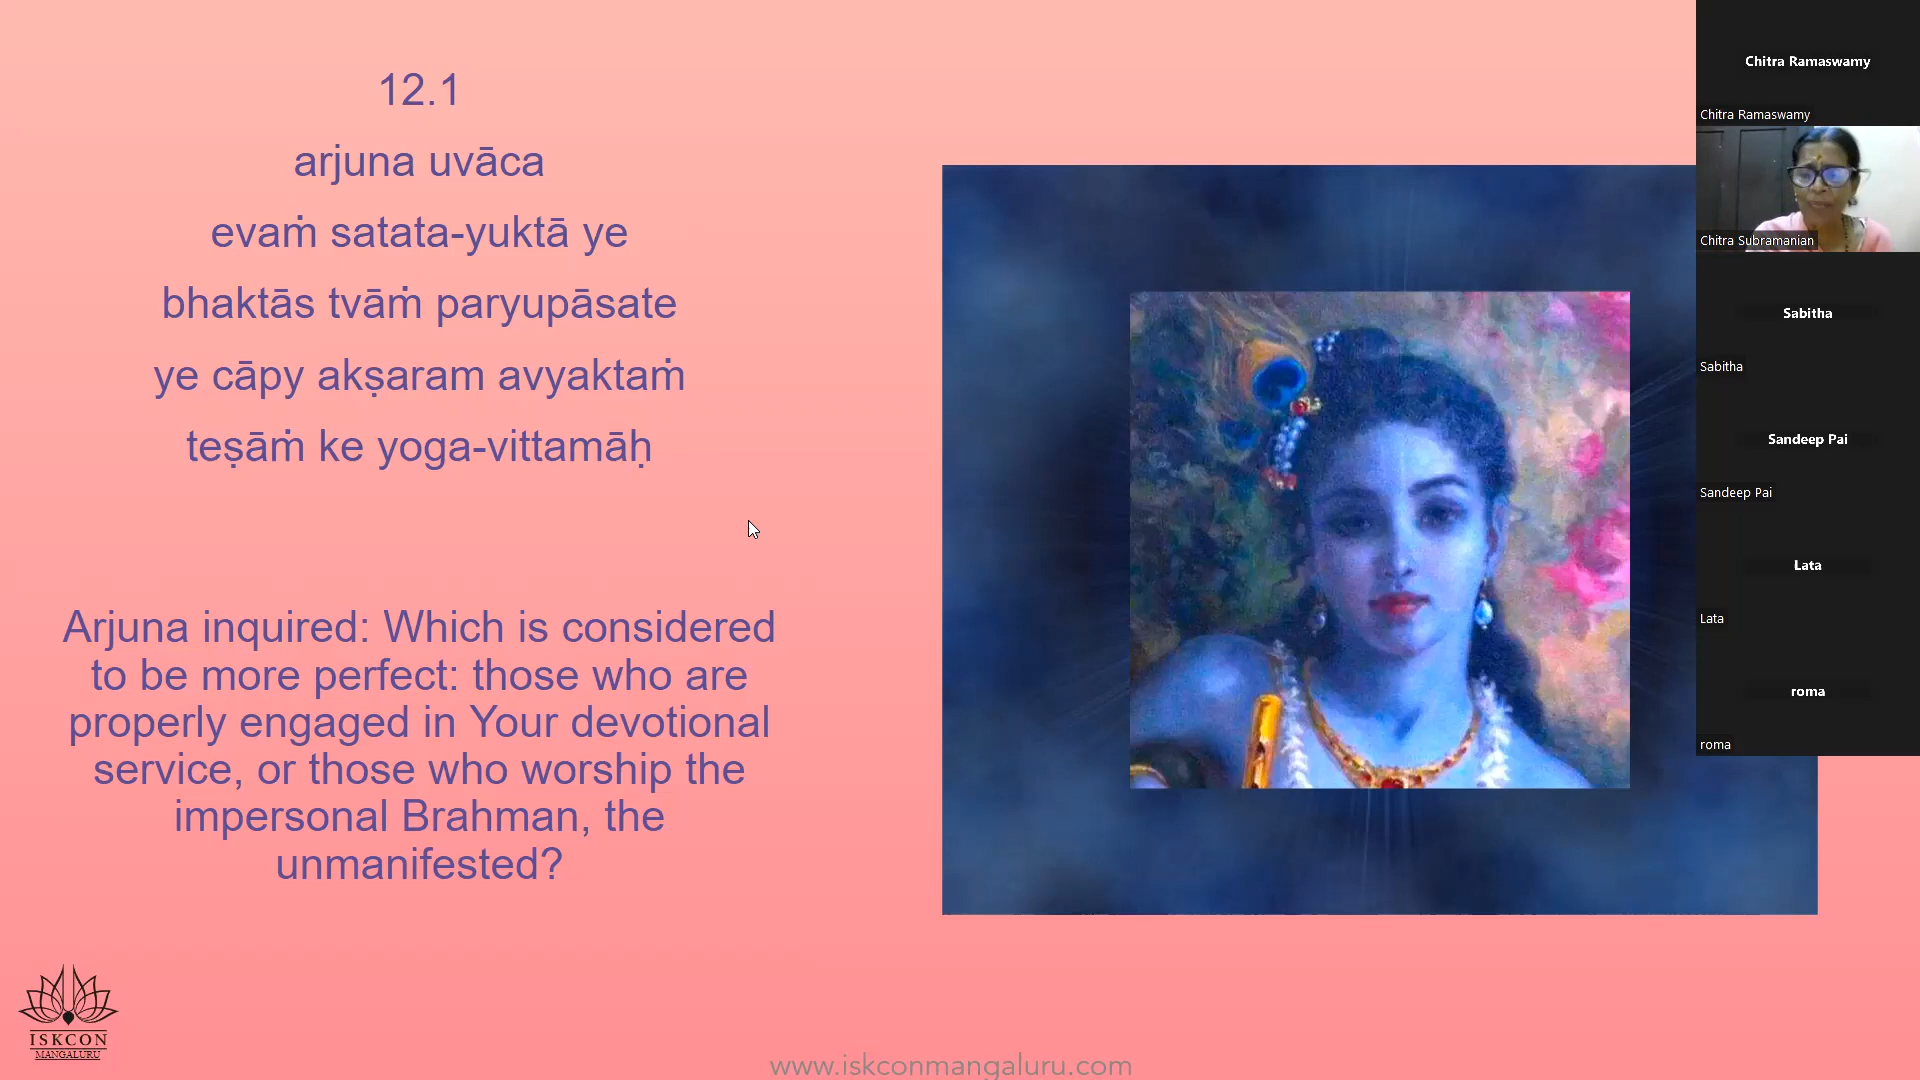 12.1
arjuna uvāca
evaṁ satata-yuktā ye
bhaktās tvāṁ paryupāsate
ye cāpy akṣaram avyaktaṁ
teṣāṁ ke yoga-vittamāḥ
Arjuna inquired: Which is considered
to be more perfect: those who are
properly engaged in Your devotional
service, or those who worship the
impersonal Brahman, the
unmanifested?
ISKCON
MANGALURU
www.iskconmangaluru.com
Chitra Ramaswamy
Chitra Ramaswamy
Chitra Subramanian
Sabitha
Sabitha
Sandeep Pai
Sandeep Pai
Lata
Lata
roma
roma